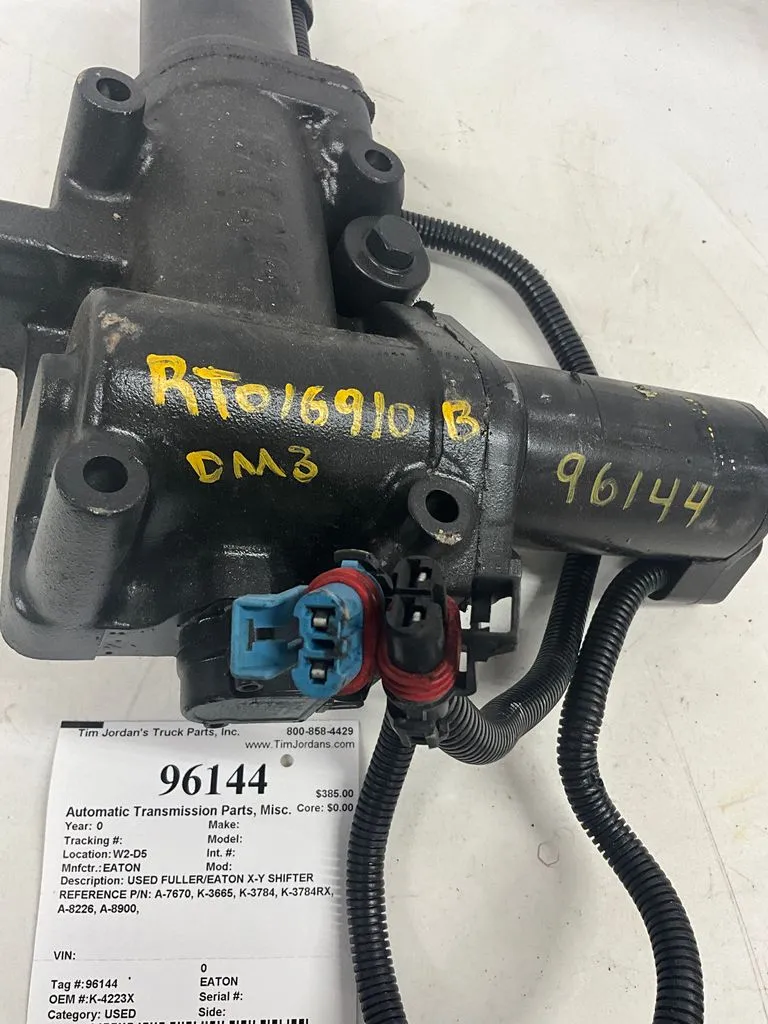 RTO16910 B
DM3
96144
Tim Jordan's Truck Parts, Inc. 800-858-4429
www.TimJordans.com
96144 $385.00
Automatic Transmission Parts, Misc. Core: $0.00
Year: 0 Make:
Tracking #: Model:
Location: W2-D5 Int. #:
Mnfctr.: EATON Mod:
Description: USED FULLER/EATON X-Y SHIFTER
REFERENCE P/N: A-7670, K-3665, K-3784, K-3784RX,
A-8226, A-8900,
VIN:
0
Tag #: 96144 EATON
OEM #: K-4223X Serial #:
Category: USED Side: